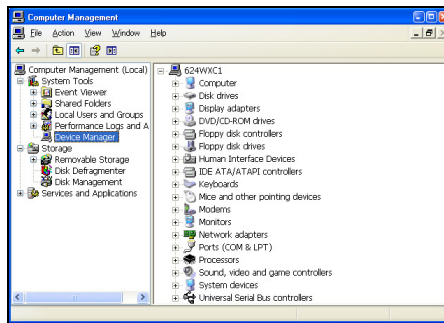 Computer Management
File Action View Window Help
Computer Management (Local)
System Tools
Event Viewer
Shared Folders
Local Users and Groups
Performance Logs and A
Device Manager
Storage
Removable Storage
Disk Defragmenter
Disk Management
Services and Applications
624WXC1
Computer
Disk drives
Display adapters
DVD/CD-ROM drives
Floppy disk controllers
Floppy disk drives
Human Interface Devices
IDE ATA/ATAPI controllers
Keyboards
Mice and other pointing devices
Modems
Monitors
Network adapters
Ports (COM & LPT)
Processors
Sound, video and game controllers
System devices
Universal Serial Bus controllers